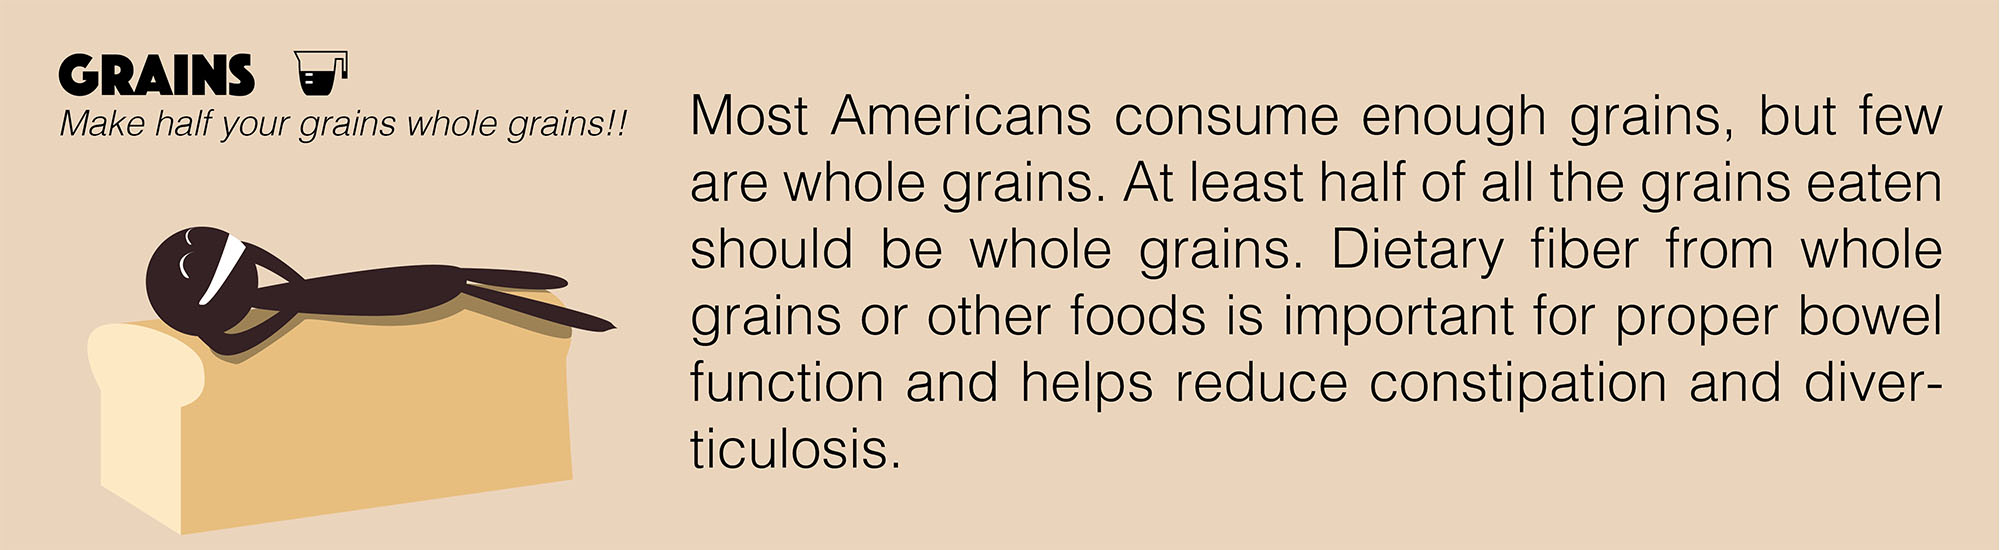 GRAINS
Make half your grains whole grains!!
Most Americans consume enough grains, but few
are whole grains. At least half of all the grains eaten
should be whole grains. Dietary fiber from whole
grains or other foods is important for proper bowel
function and helps reduce constipation and diver-
ticulosis.